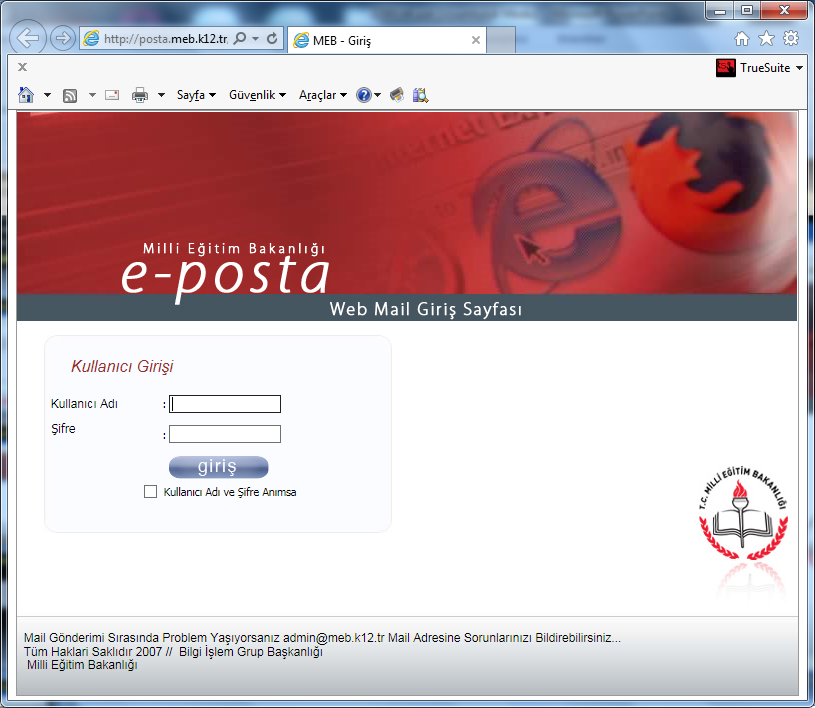 http://posta.meb.k12.tr
MEB - Giriş
TrueSuite
Sayfa
Güvenlik
Araçlar
Milli Eğitim Bakanlığı
e-posta
Web Mail Giriş Sayfası
Kullanıcı Girişi
Kullanıcı Adı :
Şifre :
giriş
Kullanıcı Adı ve Şifre Anımsa
T.C. MİLLİ EĞİTİM BAKANLIĞI
Mail Gönderimi Sırasında Problem Yaşıyorsanız admin@meb.k12.tr Mail Adresine Sorunlarınızı Bildirebilirsiniz...
Tüm Haklari Saklıdır 2007 // Bilgi İşlem Grup Başkanlığı
Milli Eğitim Bakanlığı